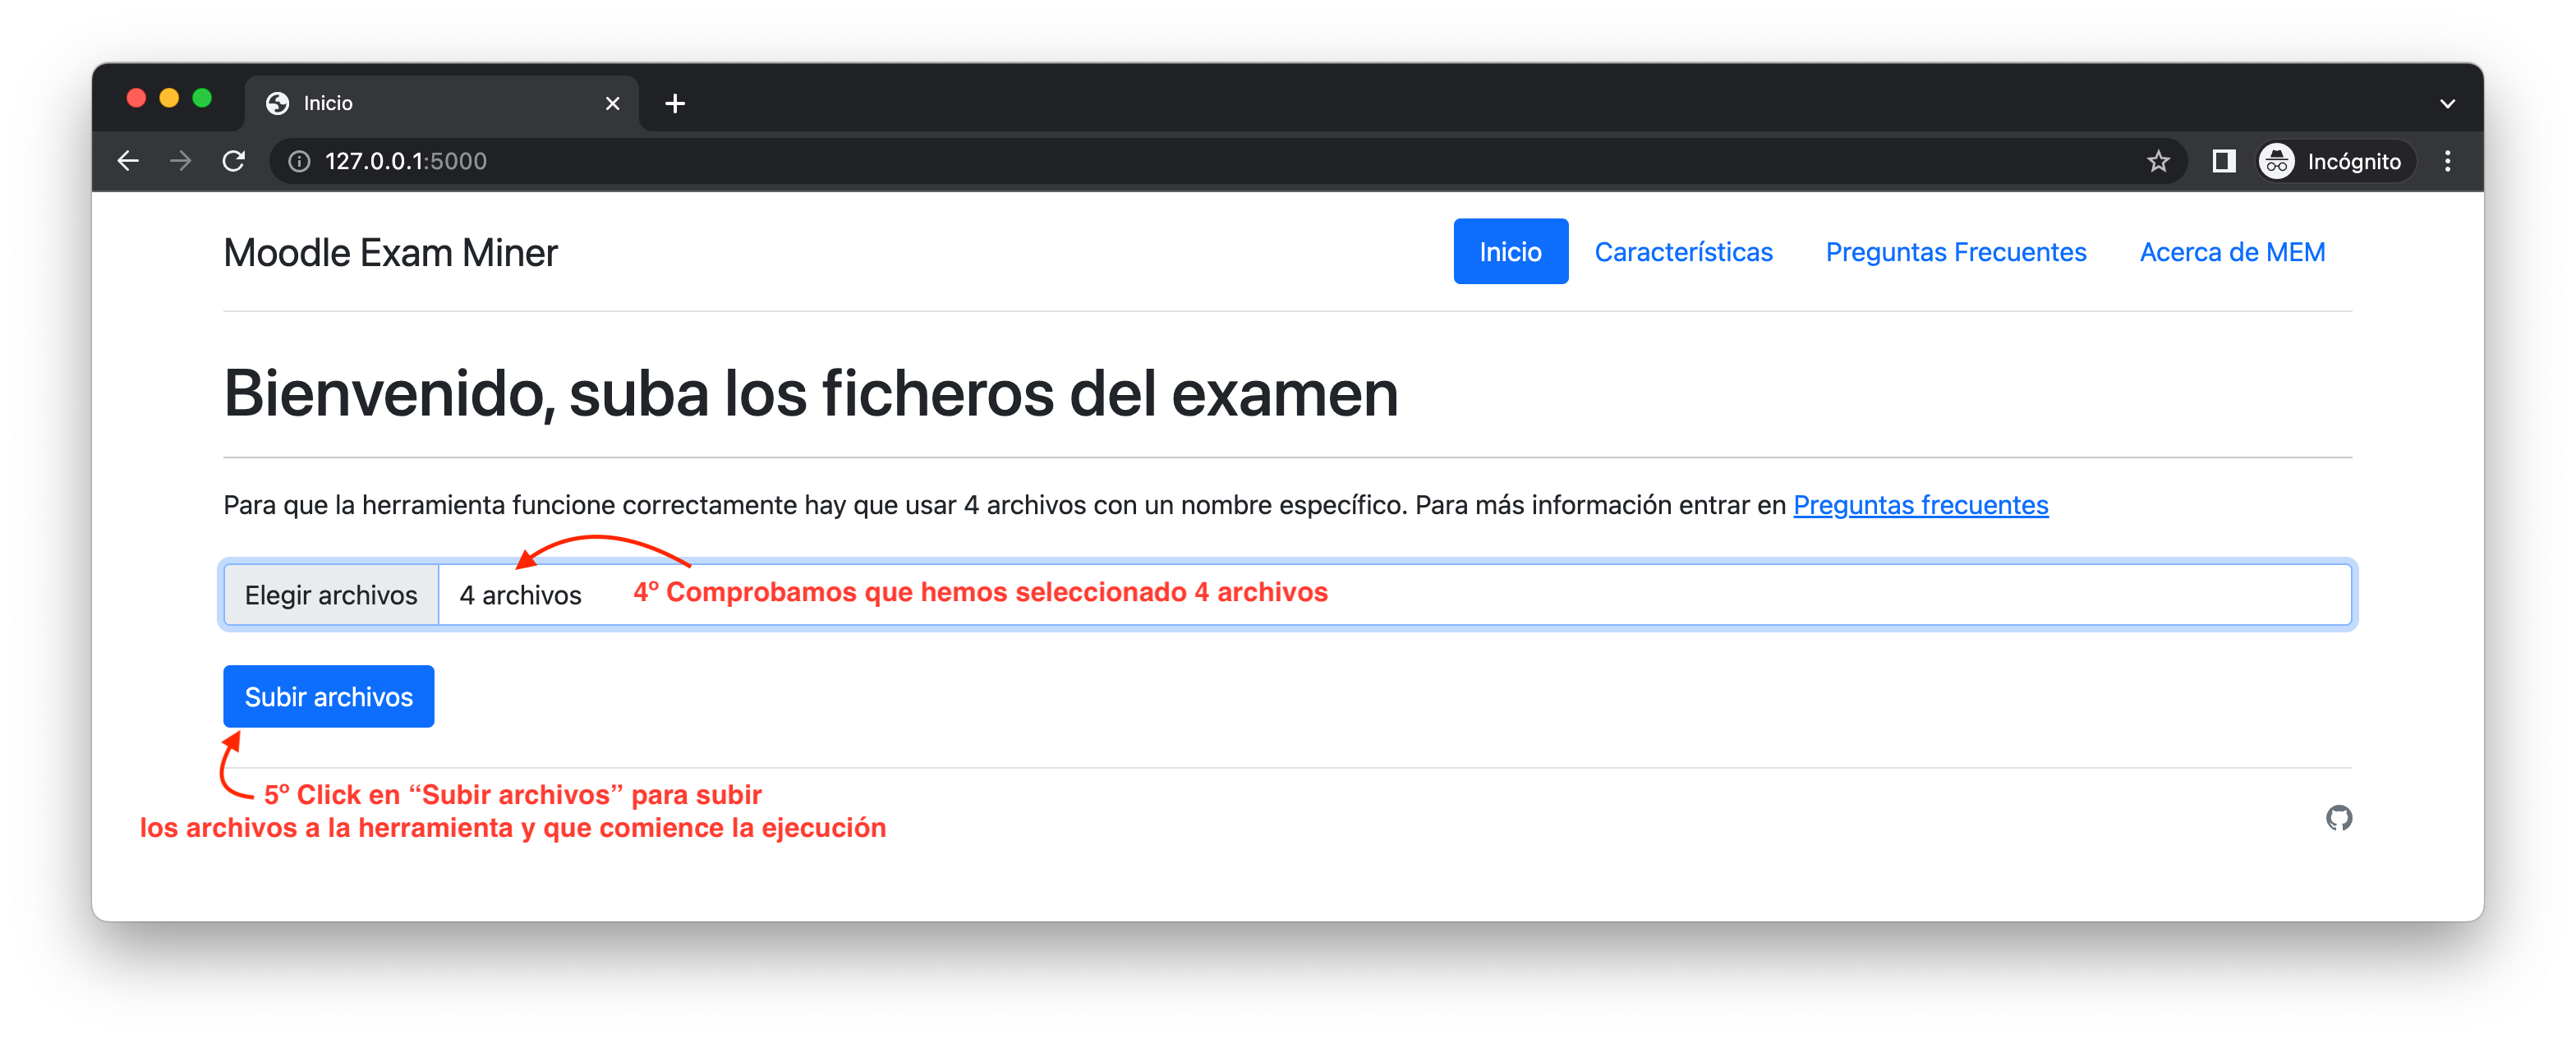 Inicio
127.0.0.1:5000
Incógnito
Moodle Exam Miner
Inicio
Características
Preguntas Frecuentes
Acerca de MEM
Bienvenido, suba los ficheros del examen
Para que la herramienta funcione correctamente hay que usar 4 archivos con un nombre específico. Para más información entrar en Preguntas frecuentes
Elegir archivos
4 archivos
4º Comprobamos que hemos seleccionado 4 archivos
Subir archivos
5º Click en “Subir archivos” para subir
los archivos a la herramienta y que comience la ejecución